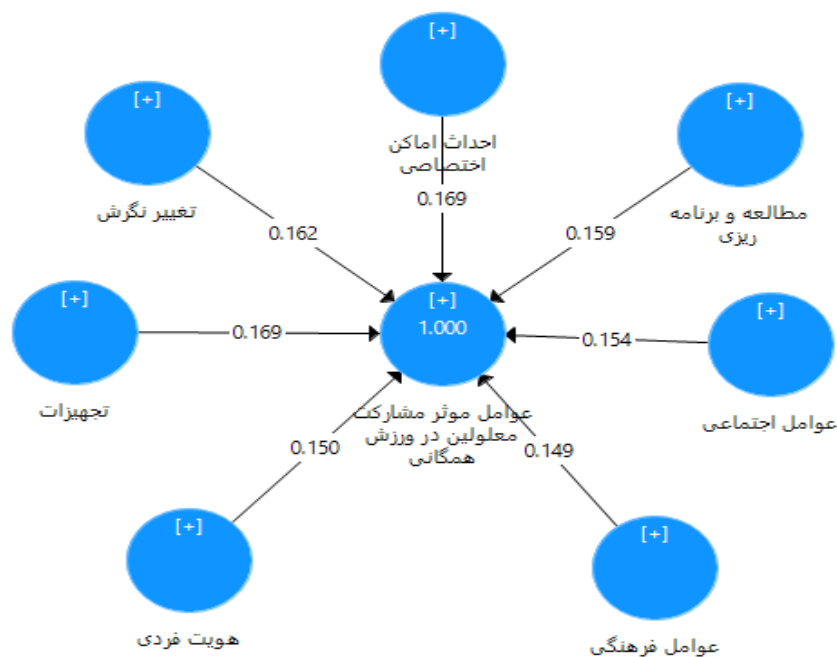 [+]
احداث اماکن
اختصاصی
0.169
[+]
مطالعه و برنامه
ریزی
0.159
[+]
تغییر نگرش
0.162
[+]
عوامل اجتماعی
0.154
[+]
1.000
عوامل موثر مشارکت
معلولین در ورزش
همگانی
[+]
تجهیزات
0.169
[+]
عوامل فرهنگی
0.149
[+]
هویت فردی
0.150